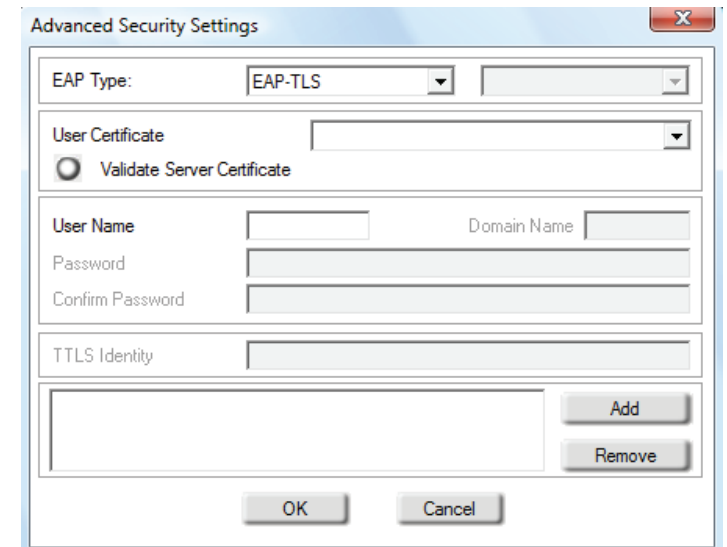 Advanced Security Settings
EAP Type: EAP-TLS
User Certificate
Validate Server Certificate
User Name Domain Name
Password
Confirm Password
TTLS Identity
Add
Remove
OK Cancel